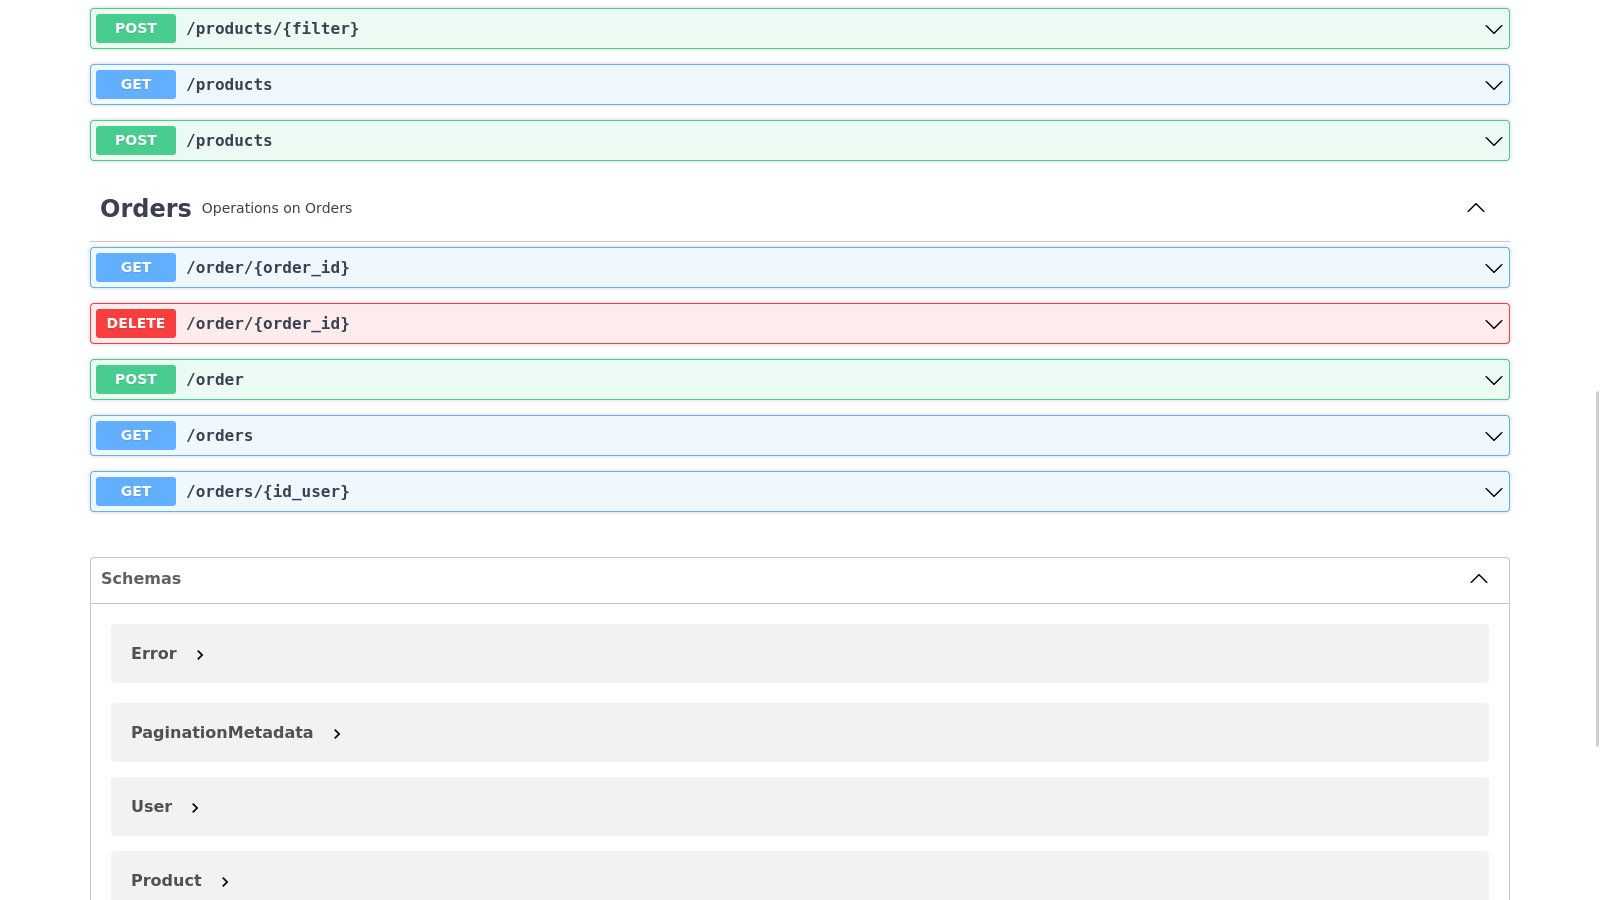 POST /products/{filter}
GET /products
POST /products
Orders Operations on Orders
GET /order/{order_id}
DELETE /order/{order_id}
POST /order
GET /orders
GET /orders/{id_user}
Schemas
Error
PaginationMetadata
User
Product